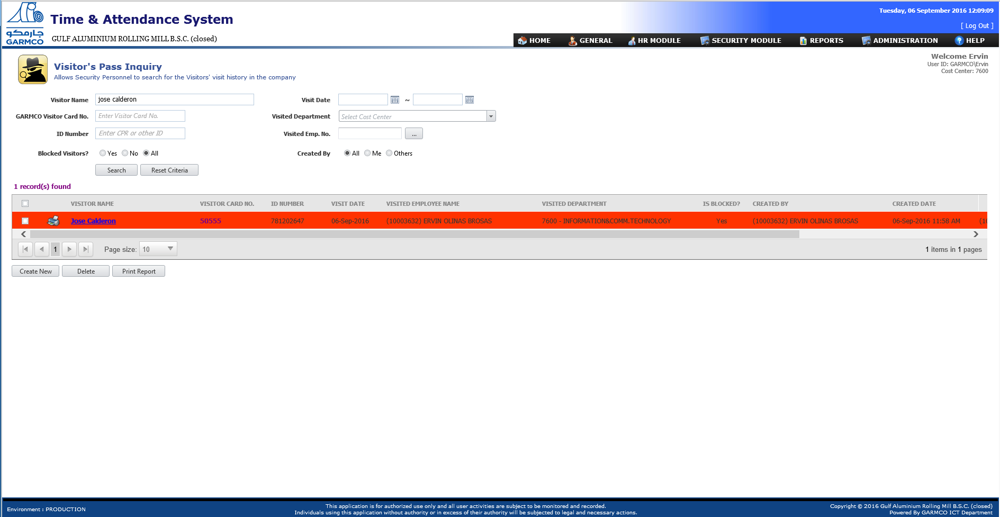 Tuesday, 06 September 2016 12:09:09
Time & Attendance System
[ Log Out ]
جارمكو
GARMCO
GULF ALUMINIUM ROLLING MILL B.S.C. (closed)
HOME GENERAL HR MODULE SECURITY MODULE REPORTS ADMINISTRATION HELP
Welcome Ervin
User ID: GARMCO\Ervin
Cost Center: 7600
Visitor's Pass Inquiry
Allows Security Personnel to search for the Visitors' visit history in the company
Visitor Name jose calderon Visit Date ~
GARMCO Visitor Card No. Enter Visitor Card No. Visited Department Select Cost Center
ID Number Enter CPR or other ID Visited Emp. No. ...
Blocked Visitors? Yes No All Created By All Me Others
Search Reset Criteria
1 record(s) found
VISITOR NAME VISITOR CARD NO. ID NUMBER VISIT DATE VISITED EMPLOYEE NAME VISITED DEPARTMENT IS BLOCKED? CREATED BY CREATED DATE
Jose Calderon 50555 781202647 06-Sep-2016 (10003632) ERVIN OLINAS BROSAS 7600 - INFORMATION&COMM.TECHNOLOGY Yes (10003632) ERVIN OLINAS BROSAS 06-Sep-2016 11:58 AM
1 Page size: 10 1 items in 1 pages
Create New Delete Print Report
Environment : PRODUCTION
This application is for authorized use only and all user activities are subject to be monitored and recorded.
Individuals using this application without authority or in excess of their authority will be subjected to legal and necessary actions.
Copyright © 2016 Gulf Aluminium Rolling Mill B.S.C. (closed)
Powered By GARMCO ICT Department